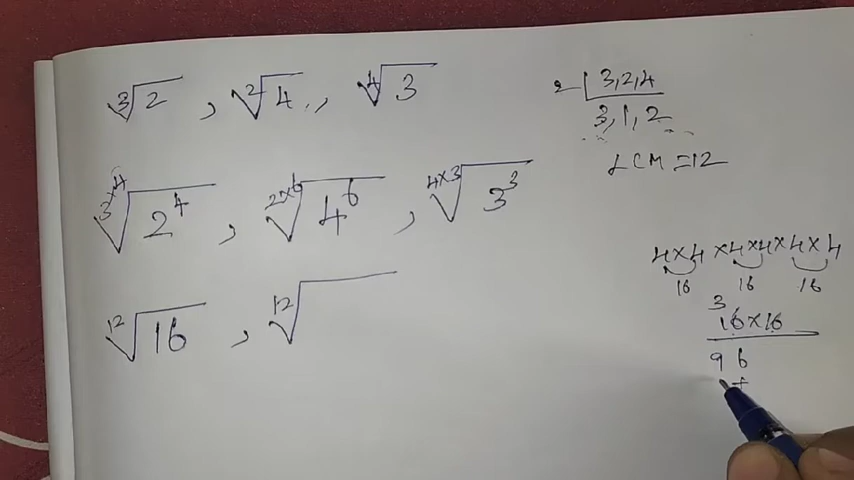 ∛2 , ²√4 , ∜3
2 | 3,2,4
3,1,2
LCM = 12
³ˣ⁴√2⁴ , ²ˣ⁶√4⁶ , ⁴ˣ³√3³
4×4 ×4×4×4×4
16 16 16
¹²√16 , ¹²√
3
16×16
96
+